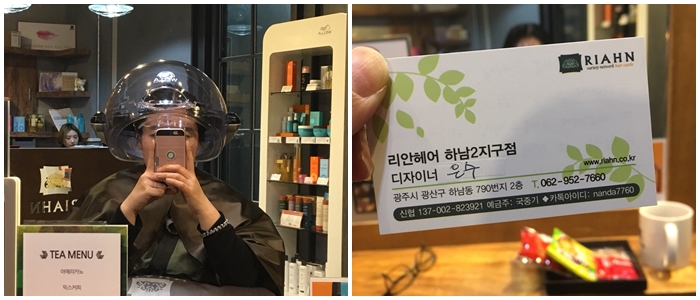 RIAHN
TEA MENU
아메리카노
믹스커피
RIAHN
리안헤어 하남2지구점
디자이너 은수
www.riahn.co.kr
광주시 광산구 하남동 790번지 2층 T. 062-952-7660
신협 137-002-823921 예금주: 국중기 ◆카톡아이디: nanda7760